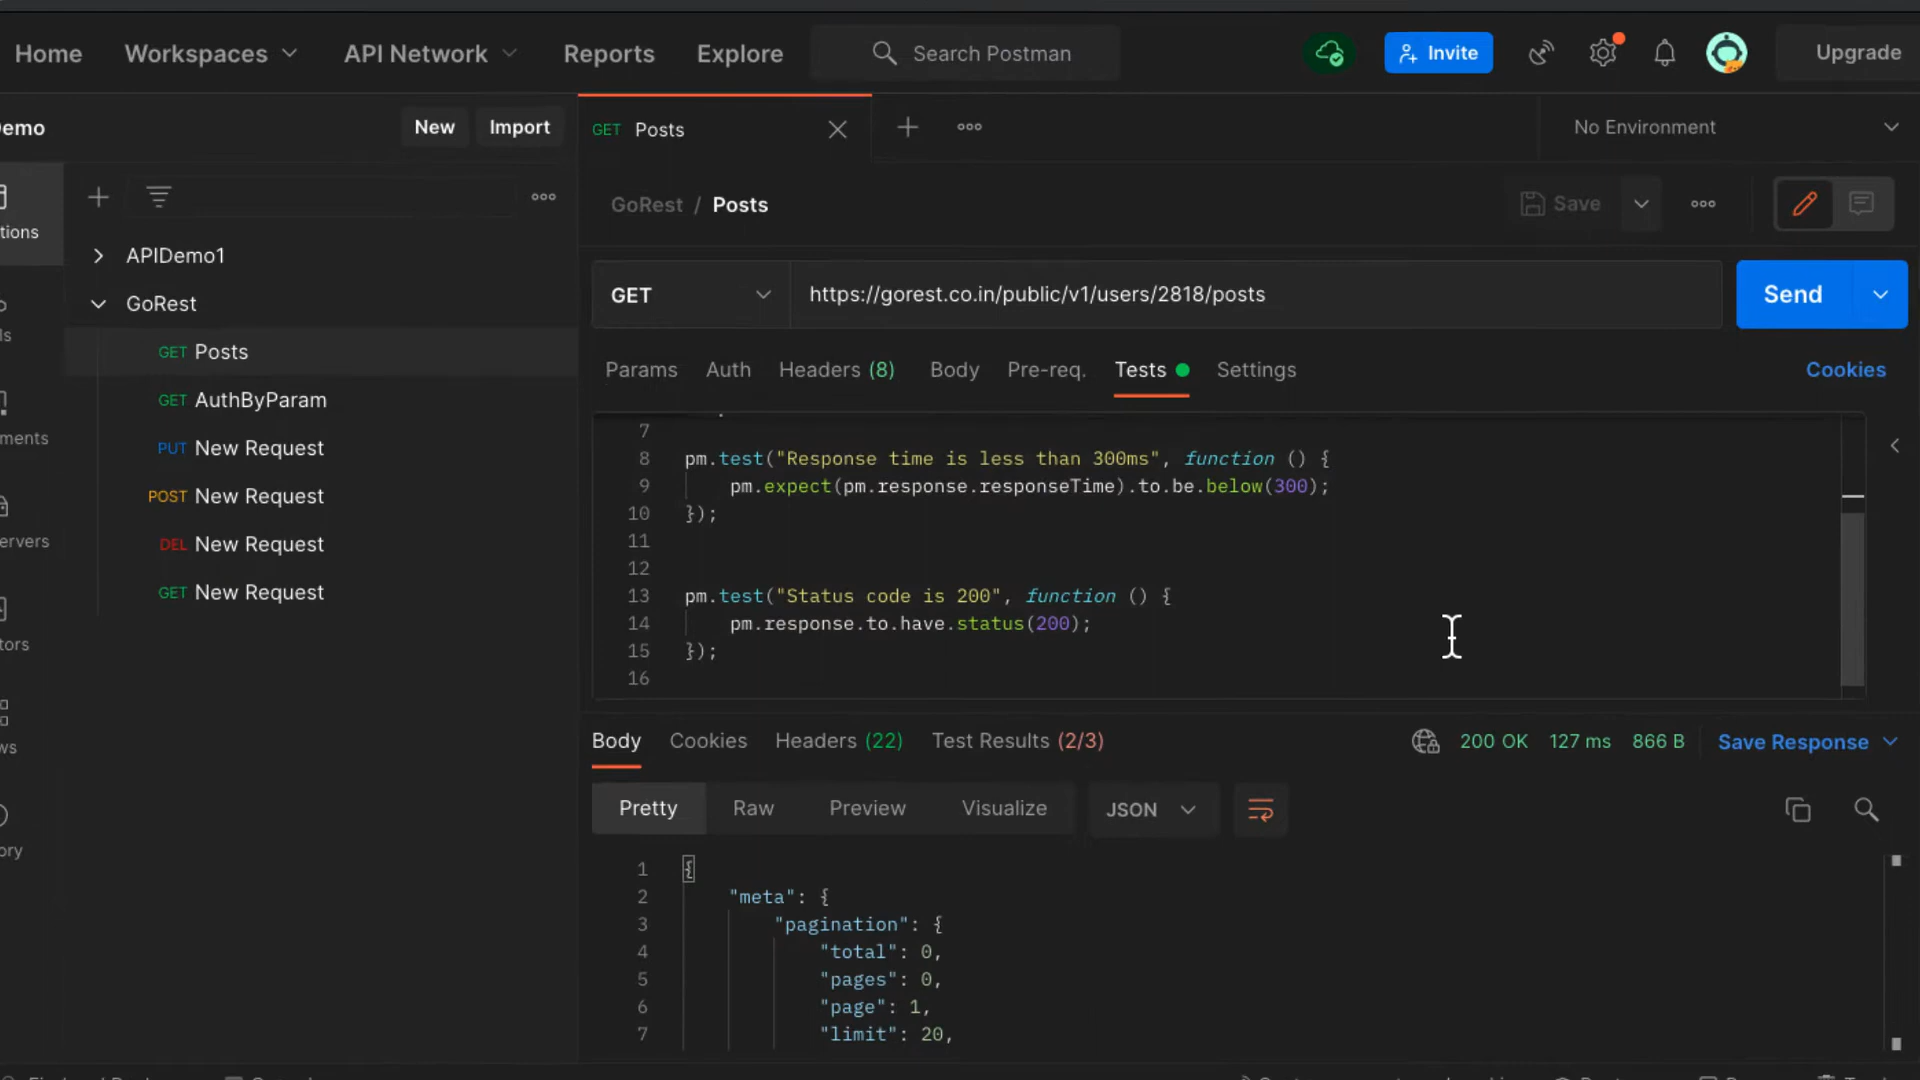 Home Workspaces API Network Reports Explore Search Postman Invite Upgrade
emo New Import GET Posts No Environment
GoRest / Posts Save
tions
APIDemo1
GoRest
GET https://gorest.co.in/public/v1/users/2818/posts Send
ls
GET Posts
GET AuthByParam
PUT New Request
POST New Request
DEL New Request
GET New Request
ments
ervers
tors
ws
ory
Params Auth Headers (8) Body Pre-req. Tests Settings Cookies
7
8 pm.test("Response time is less than 300ms", function () {
9 pm.expect(pm.response.responseTime).to.be.below(300);
10 });
11
12
13 pm.test("Status code is 200", function () {
14 pm.response.to.have.status(200);
15 });
16
Body Cookies Headers (22) Test Results (2/3) 200 OK 127 ms 866 B Save Response
Pretty Raw Preview Visualize JSON
1 {
2 "meta": {
3 "pagination": {
4 "total": 0,
5 "pages": 0,
6 "page": 1,
7 "limit": 20,